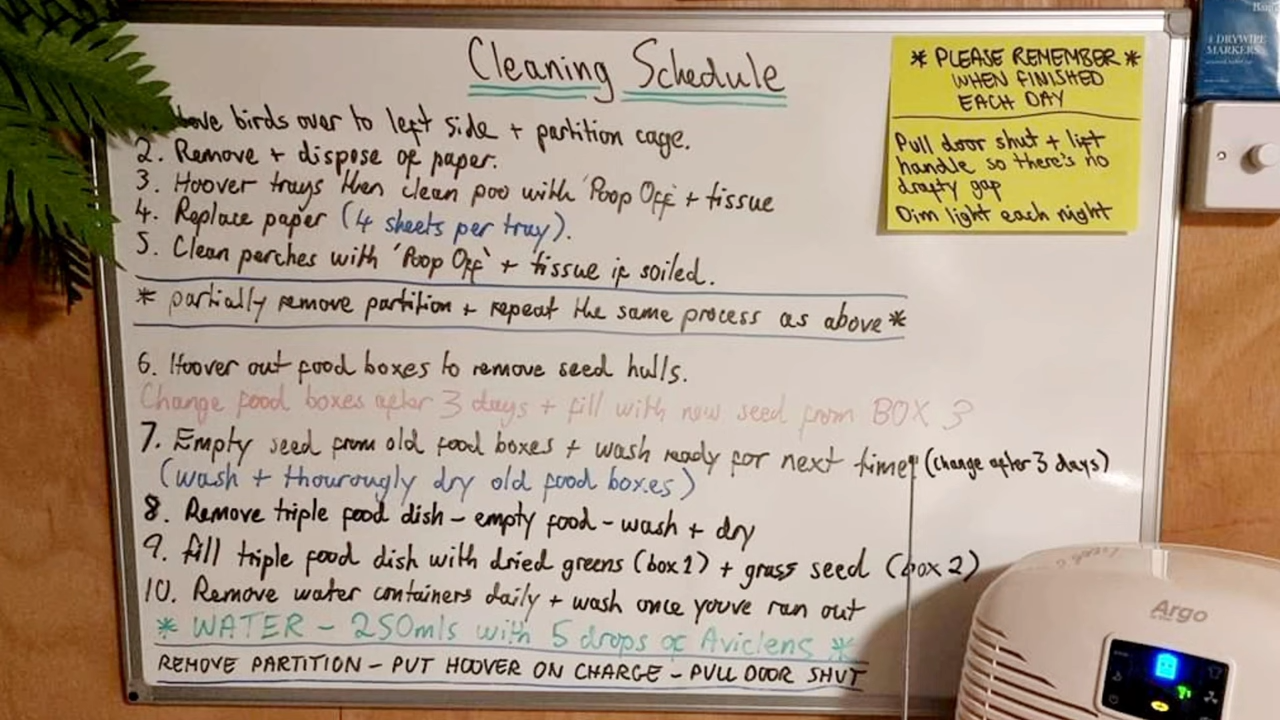 Cleaning Schedule
ove birds over to left side + partition cage.
2. Remove + dispose of paper.
3. Hoover trays then clean poo with 'Poop Off' + tissue
4. Replace paper (4 sheets per tray).
5. Clean perches with 'Poop Off' + tissue if soiled.
* partially remove partition + repeat the same process as above *
6. Hoover out food boxes to remove seed hulls.
Change food boxes after 3 days + fill with new seed from BOX 3
7. Empty seed from old food boxes + wash ready for next time! (change after 3 days)
(wash + thourougly dry old food boxes)
8. Remove triple food dish - empty food - wash + dry
9. fill triple food dish with dried greens (box 1) + grass seed (box 2)
10. Remove water containers daily + wash once youve run out
* WATER - 250mls with 5 drops of Aviclens *
REMOVE PARTITION - PUT HOOVER ON CHARGE - PULL DOOR SHUT
* PLEASE REMEMBER *
WHEN FINISHED
EACH DAY
Pull door shut + lift
handle so there's no
drafty gap
Dim light each night
DRYWIPE
MARKERS
Argo